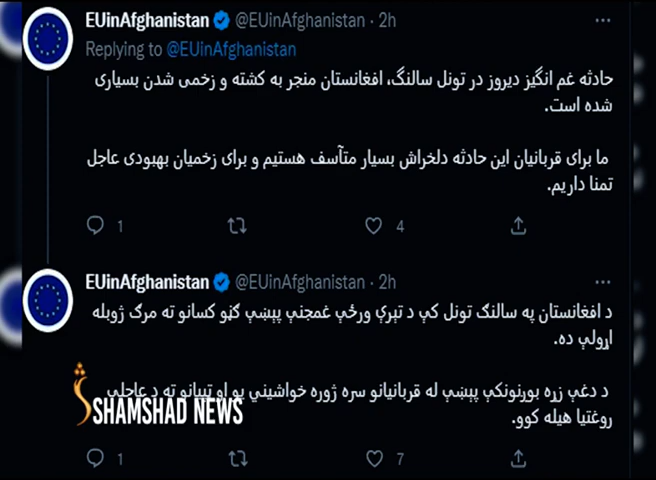 EUinAfghanistan @EUinAfghanistan · 2h
Replying to @EUinAfghanistan
حادثه غم انگیز دیروز در تونل سالنگ، افغانستان منجر به کشته و زخمی شدن بسیاری
شده است.
ما برای قربانیان این حادثه دلخراش بسیار متآسف هستیم و برای زخمیان بهبودی عاجل
تمنا داریم.
1 4
EUinAfghanistan @EUinAfghanistan · 2h
د افغانستان په سالنګ تونل کې د تېرې ورځې غمجنې پېښې ګڼو کسانو ته مرګ ژوبله
اړولې ده.
د دغې زړه بوږنونکې پېښې له قربانیانو سره ژوره خواشیني یو او ټپیانو ته د عاجلې
روغتیا هیله کوو.
SHAMSHAD NEWS
1 7